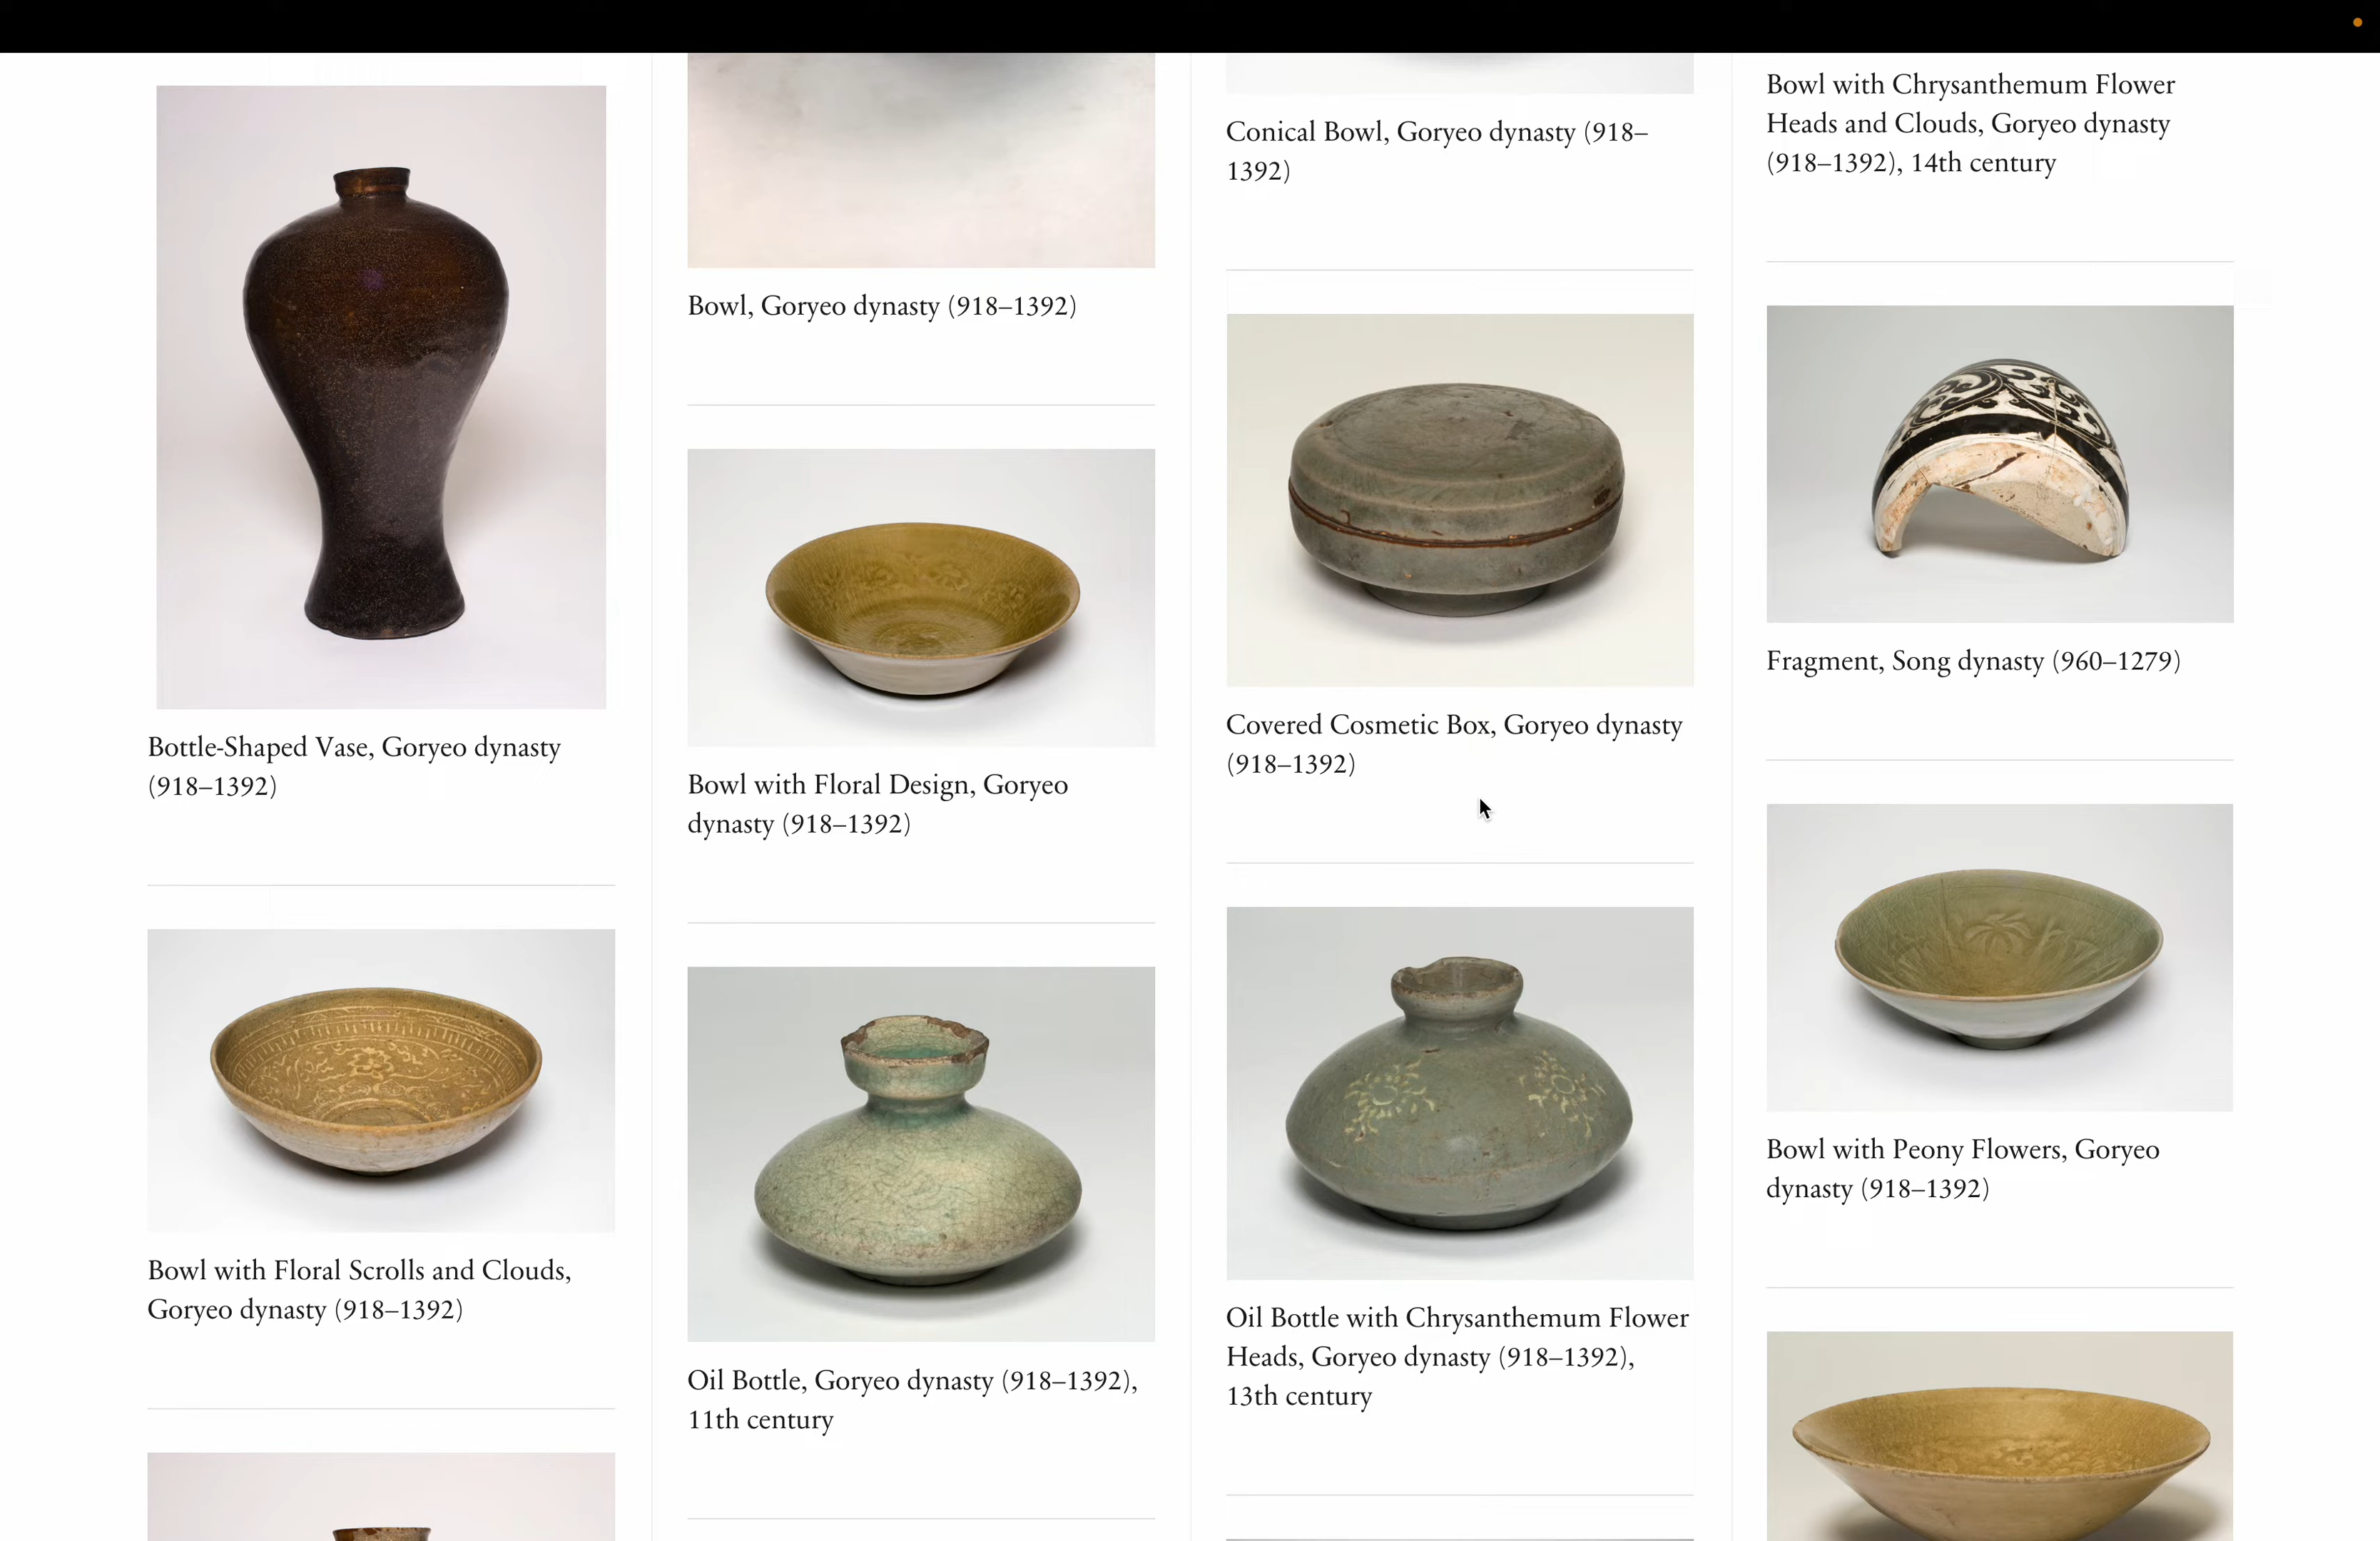 Bottle-Shaped Vase, Goryeo dynasty
(918–1392)
Bowl with Floral Scrolls and Clouds,
Goryeo dynasty (918–1392)
Bowl, Goryeo dynasty (918–1392)
Bowl with Floral Design, Goryeo
dynasty (918–1392)
Oil Bottle, Goryeo dynasty (918–1392),
11th century
Conical Bowl, Goryeo dynasty (918–
1392)
Covered Cosmetic Box, Goryeo dynasty
(918–1392)
Oil Bottle with Chrysanthemum Flower
Heads, Goryeo dynasty (918–1392),
13th century
Bowl with Chrysanthemum Flower
Heads and Clouds, Goryeo dynasty
(918–1392), 14th century
Fragment, Song dynasty (960–1279)
Bowl with Peony Flowers, Goryeo
dynasty (918–1392)